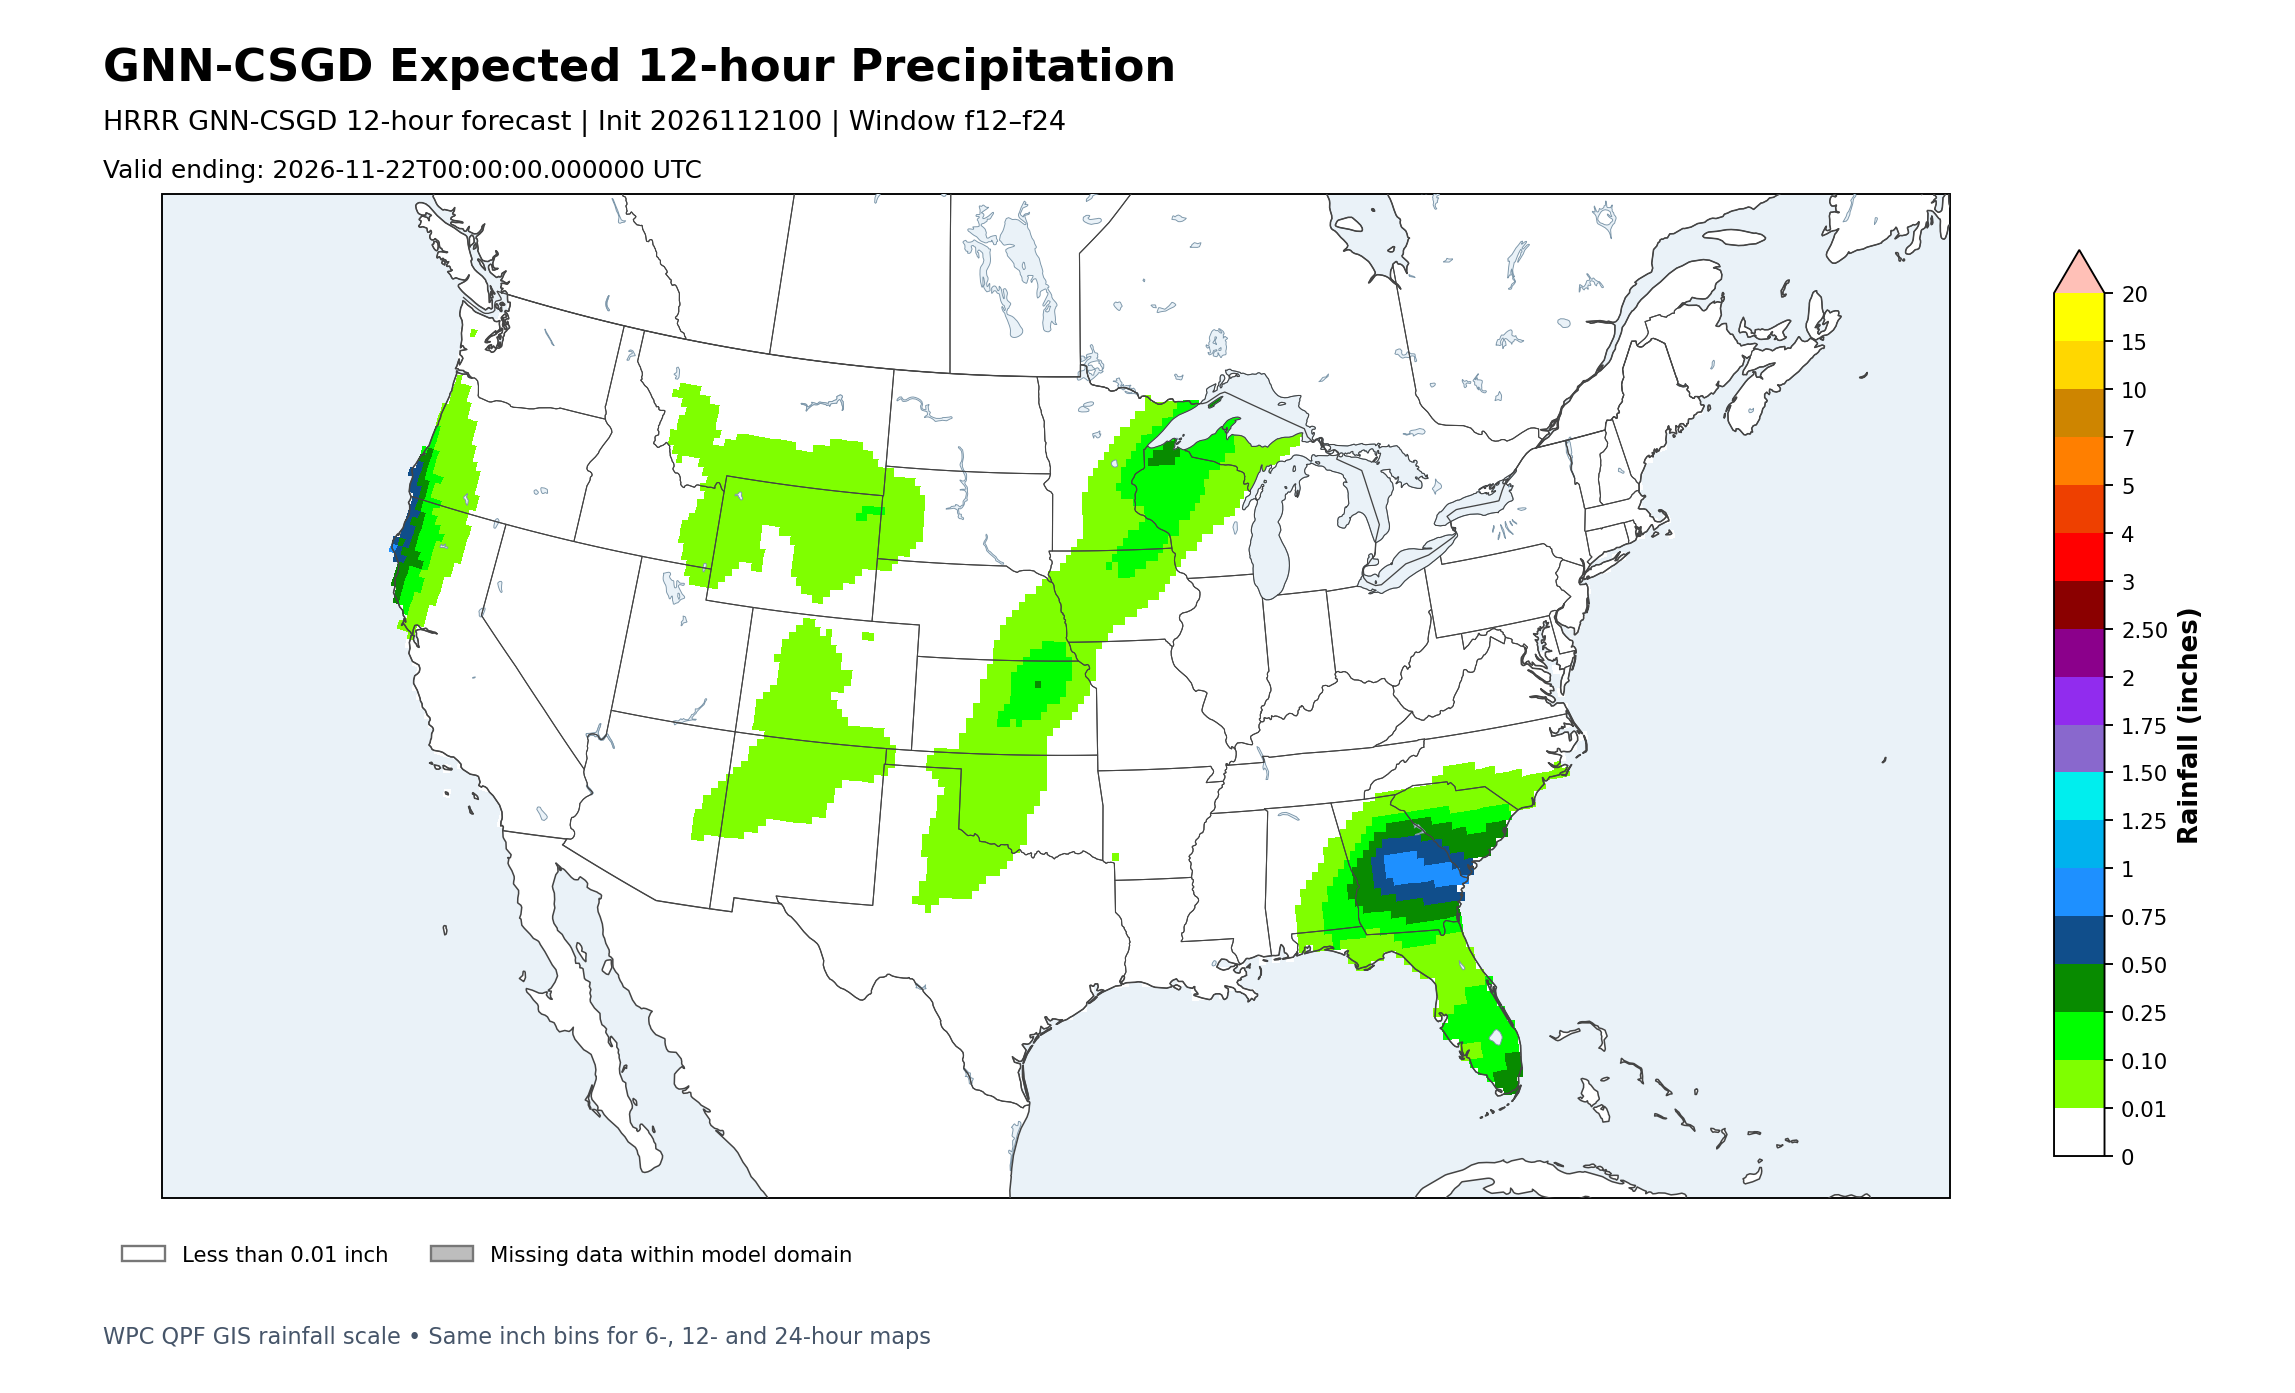 GNN-CSGD Expected 12-hour Precipitation
HRRR GNN-CSGD 12-hour forecast | Init 2026112100 | Window f12–f24
Valid ending: 2026-11-22T00:00:00.000000 UTC
20
15
10
7
5
4
3
2.50
2
1.75
1.50
1.25
1
0.75
0.50
0.25
0.10
0.01
0
Rainfall (inches)
Less than 0.01 inch
Missing data within model domain
WPC QPF GIS rainfall scale • Same inch bins for 6-, 12- and 24-hour maps